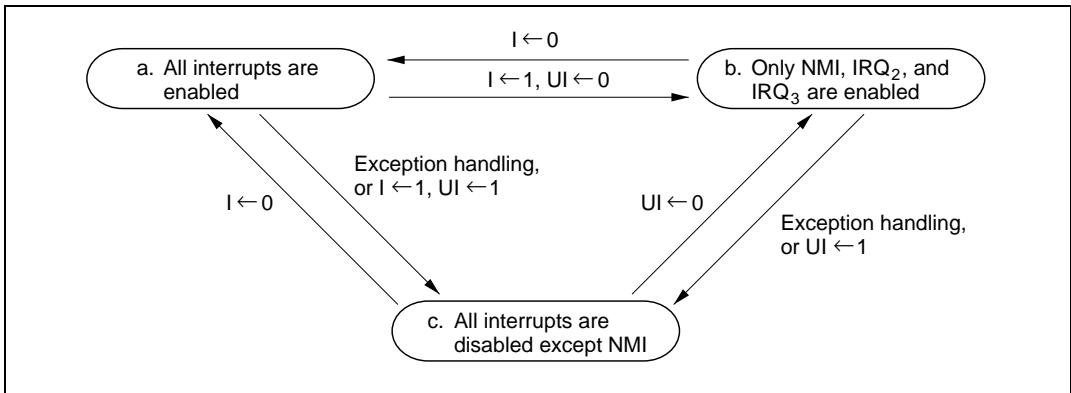 I ← 0
a. All interrupts are
enabled
I ← 1, UI ← 0
b. Only NMI, IRQ₂, and
IRQ₃ are enabled
Exception handling,
or I ← 1, UI ← 1
I ← 0
UI ← 0
Exception handling,
or UI ← 1
c. All interrupts are
disabled except NMI